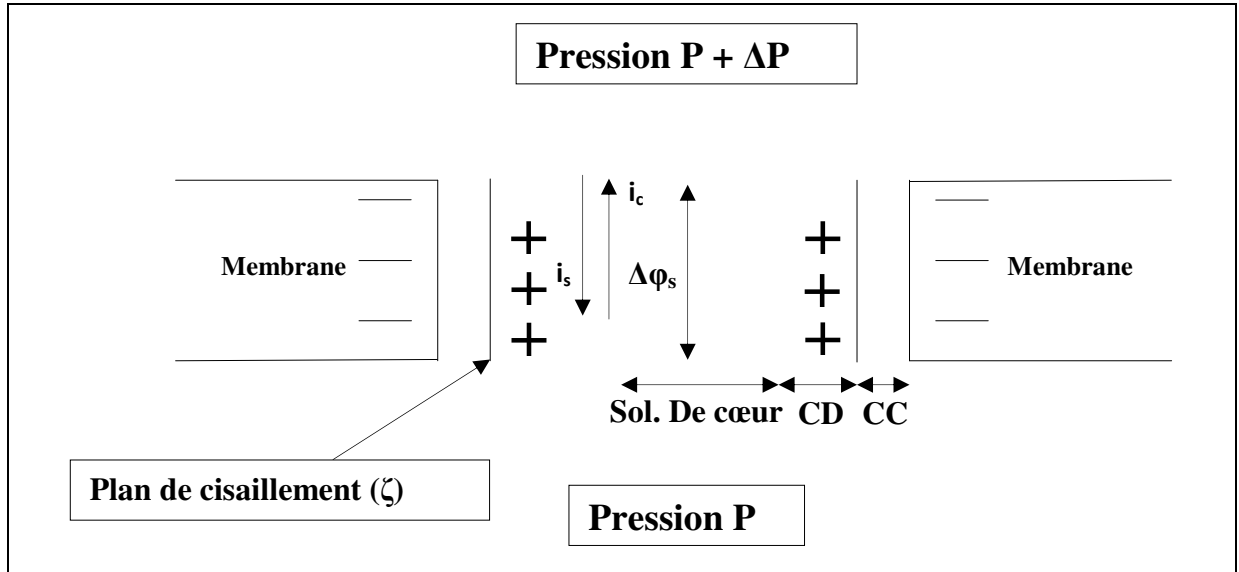 Pression P + ΔP
i_c
Membrane
i_s
Δφ_s
Membrane
Sol. De cœur
CD
CC
Plan de cisaillement (ζ)
Pression P